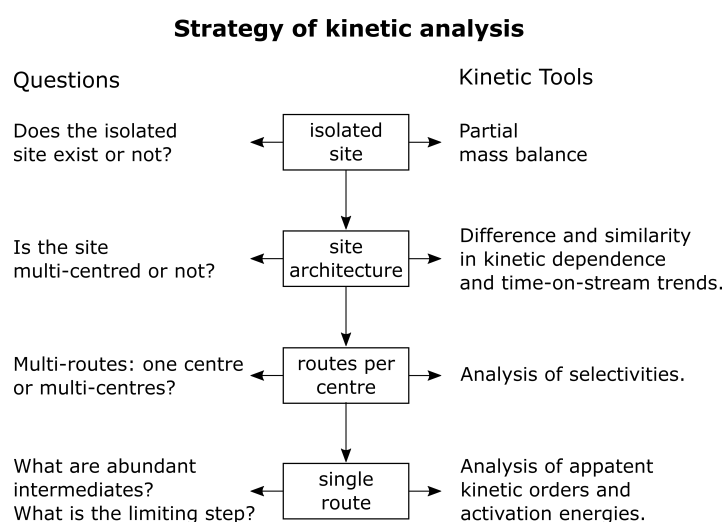 Strategy of kinetic analysis
Questions
Kinetic Tools
Does the isolated
site exist or not?
isolated
site
Partial
mass balance
Is the site
multi-centred or not?
site
architecture
Difference and similarity
in kinetic dependence
and time-on-stream trends.
Multi-routes: one centre
or multi-centres?
routes per
centre
Analysis of selectivities.
What are abundant
intermediates?
What is the limiting step?
single
route
Analysis of appatent
kinetic orders and
activation energies.